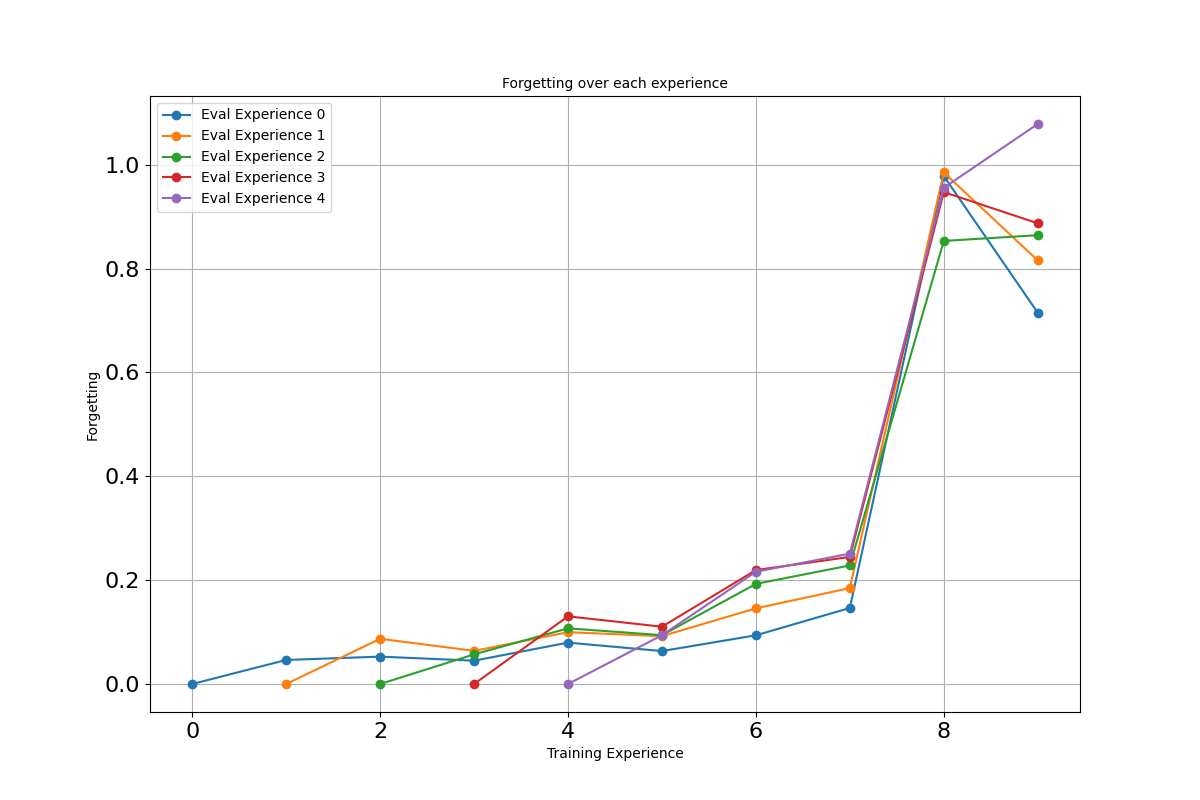 Forgetting over each experience
Eval Experience 0
Eval Experience 1
Eval Experience 2
Eval Experience 3
Eval Experience 4
1.0
0.8
0.6
0.4
0.2
0.0
Forgetting
0 2 4 6 8
Training Experience